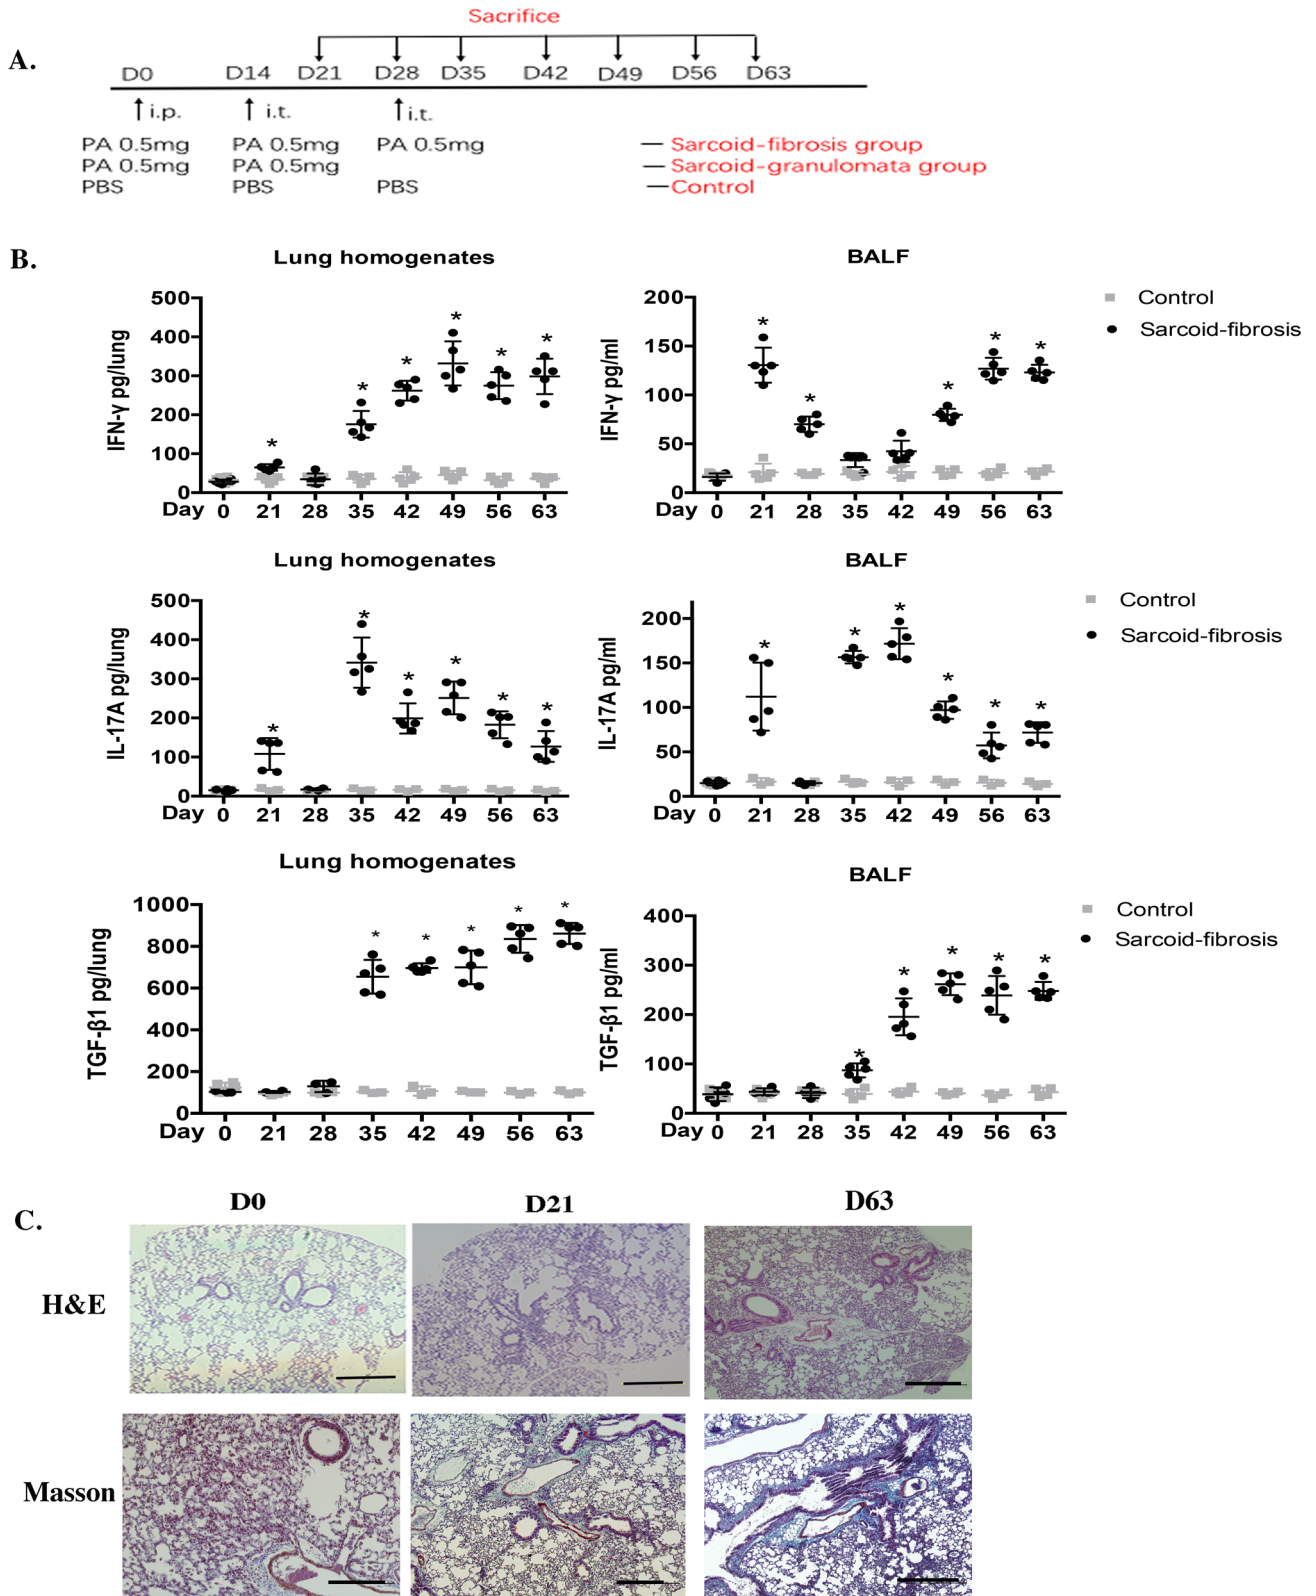 Sacrifice
A.
D0 D14 D21 D28 D35 D42 D49 D56 D63
i.p. i.t. i.t.
PA 0.5mg PA 0.5mg PA 0.5mg Sarcoid-fibrosis group
PA 0.5mg PA 0.5mg Sarcoid-granulomata group
PBS PBS PBS Control
B.
Lung homogenates
IFN-γ pg/lung
500
400
300
200
100
0
* * * * * *
Day 0 21 28 35 42 49 56 63
BALF
IFN-γ pg/ml
200
150
100
50
0
* * * * *
Day 0 21 28 35 42 49 56 63
Control
Sarcoid-fibrosis
Lung homogenates
IL-17A pg/lung
500
400
300
200
100
0
* * * * * *
Day 0 21 28 35 42 49 56 63
BALF
IL-17A pg/ml
200
150
100
50
0
* * * * * *
Day 0 21 28 35 42 49 56 63
Control
Sarcoid-fibrosis
Lung homogenates
TGF-β1 pg/lung
1000
800
600
400
200
0
* * * * *
Day 0 21 28 35 42 49 56 63
BALF
TGF-β1 pg/ml
400
300
200
100
0
* * * * *
Day 0 21 28 35 42 49 56 63
Control
Sarcoid-fibrosis
C.
D0 D21 D63
H&E
Masson